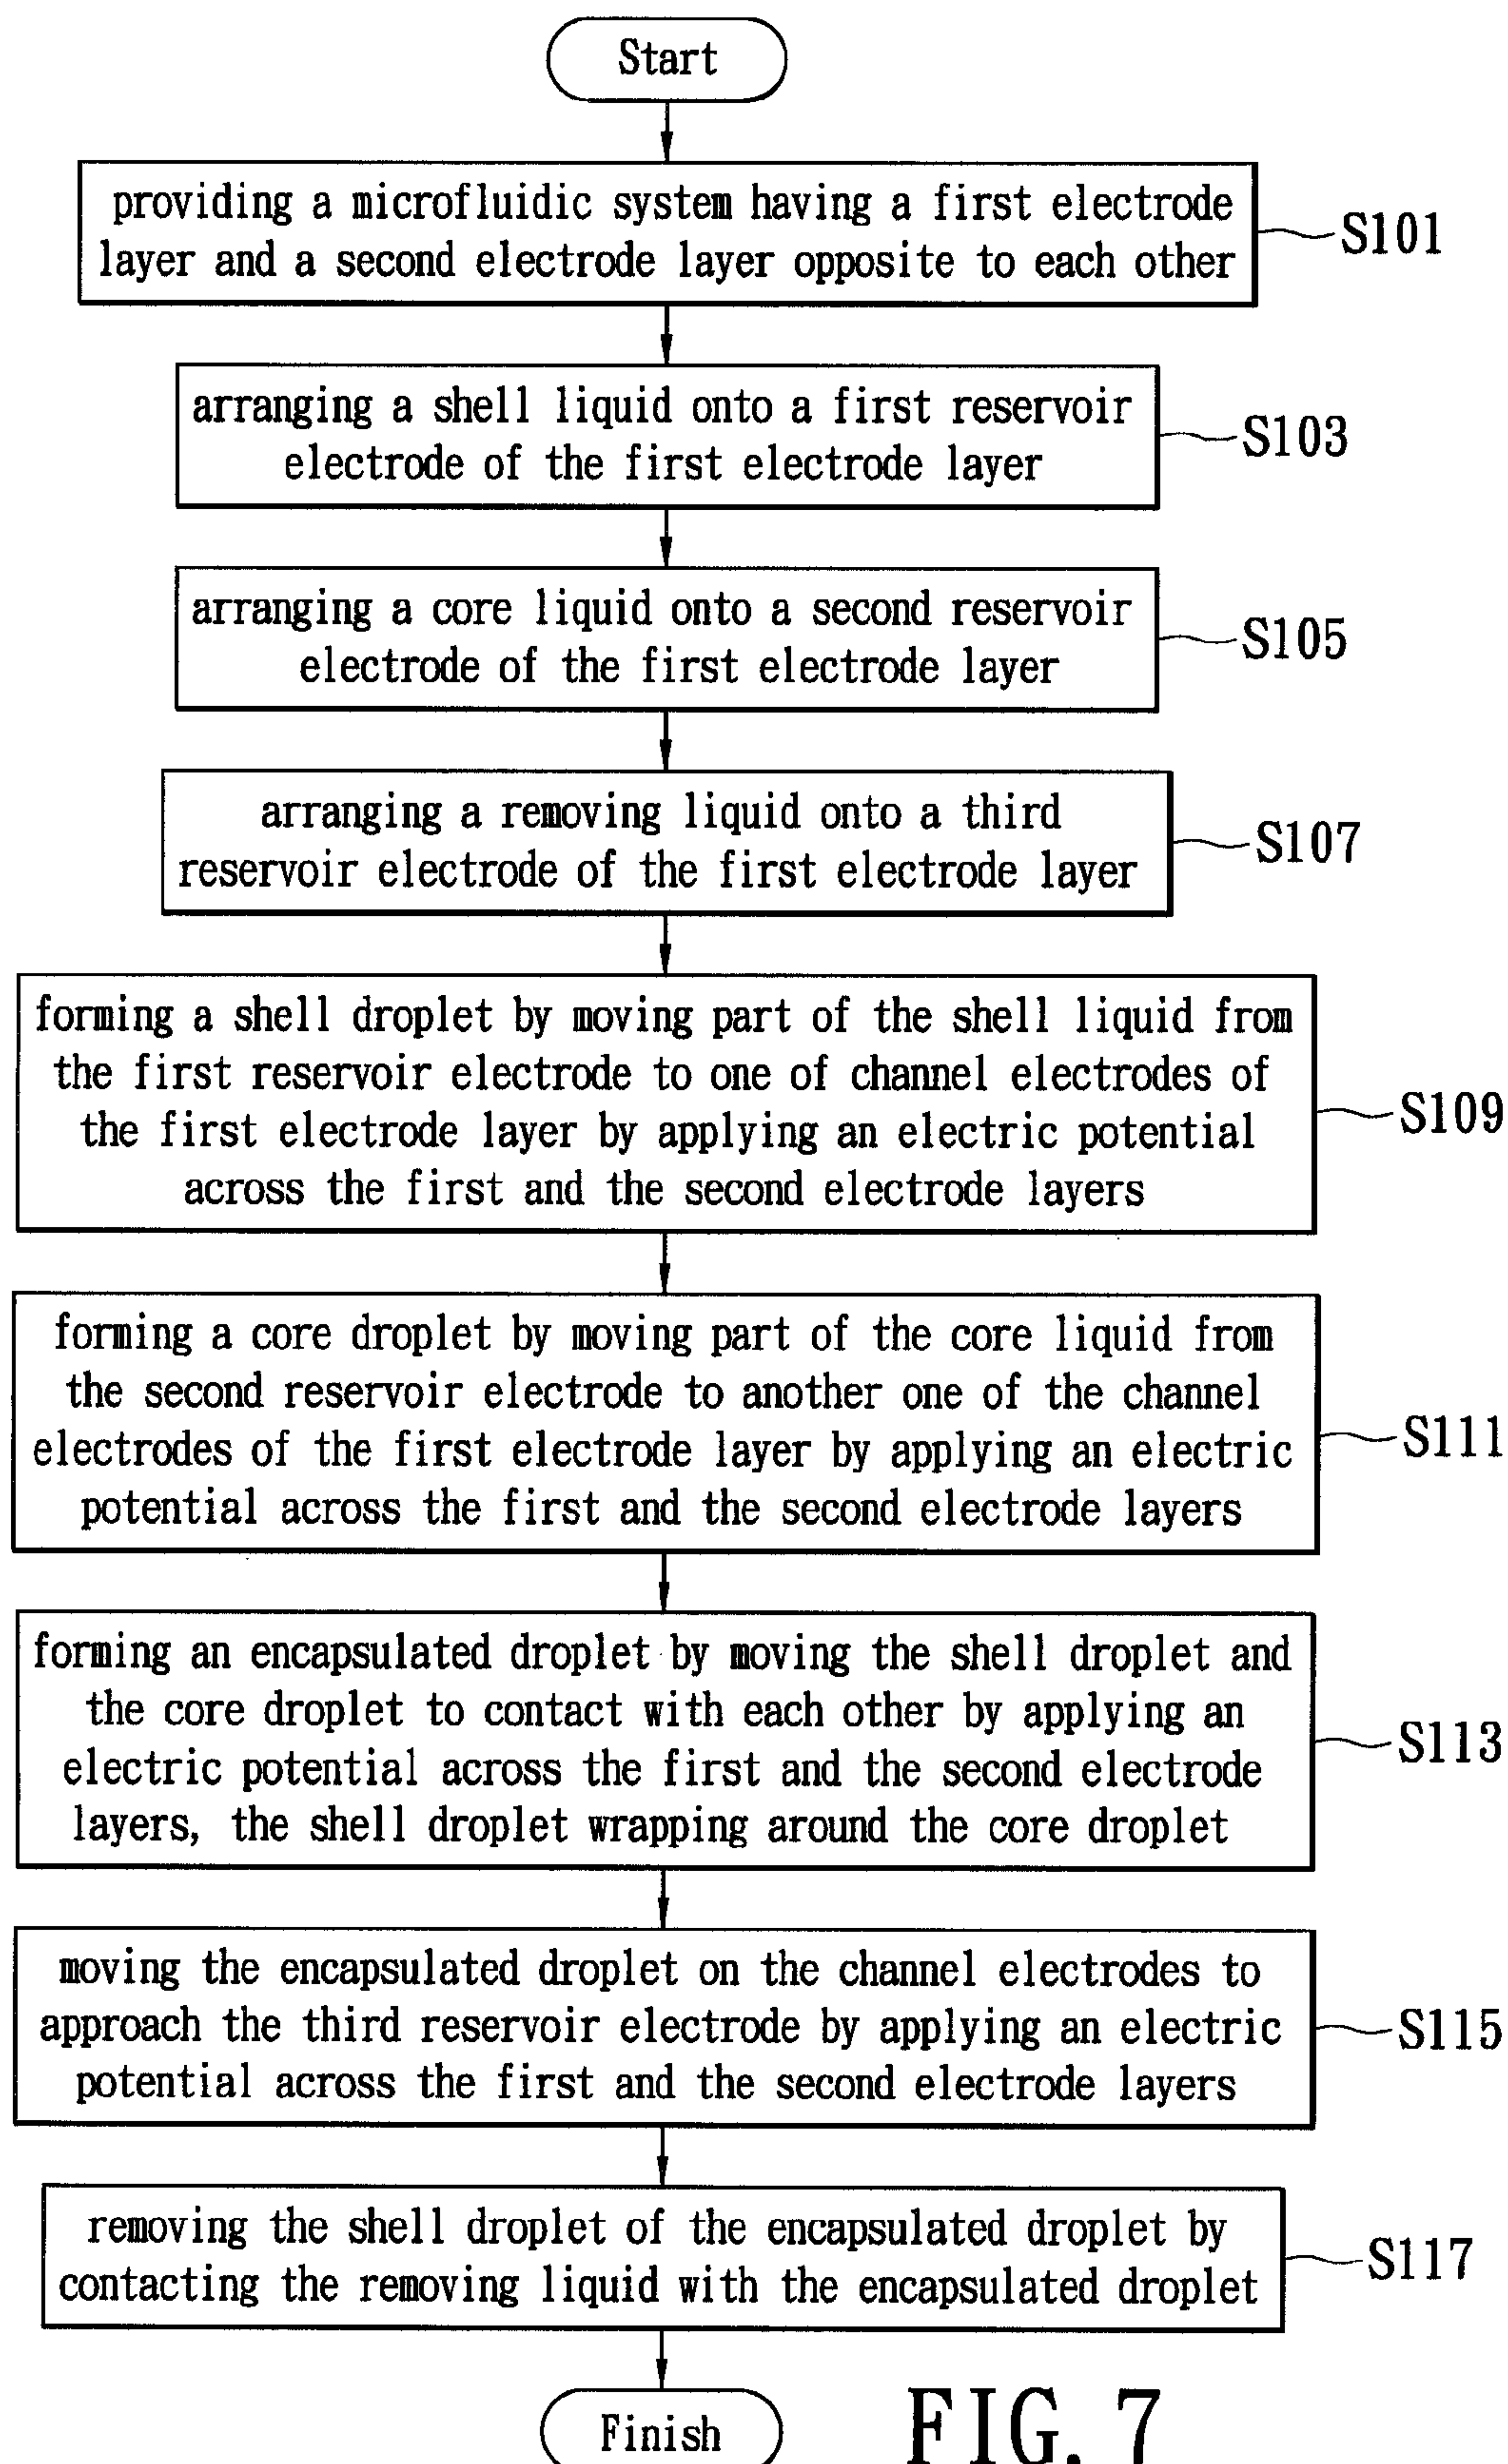 Start
providing a microfluidic system having a first electrode
layer and a second electrode layer opposite to each other
S101
arranging a shell liquid onto a first reservoir
electrode of the first electrode layer
S103
arranging a core liquid onto a second reservoir
electrode of the first electrode layer
S105
arranging a removing liquid onto a third
reservoir electrode of the first electrode layer
S107
forming a shell droplet by moving part of the shell liquid from
the first reservoir electrode to one of channel electrodes of
the first electrode layer by applying an electric potential
across the first and the second electrode layers
S109
forming a core droplet by moving part of the core liquid from
the second reservoir electrode to another one of the channel
electrodes of the first electrode layer by applying an electric
potential across the first and the second electrode layers
S111
forming an encapsulated droplet by moving the shell droplet and
the core droplet to contact with each other by applying an
electric potential across the first and the second electrode
layers, the shell droplet wrapping around the core droplet
S113
moving the encapsulated droplet on the channel electrodes to
approach the third reservoir electrode by applying an electric
potential across the first and the second electrode layers
S115
removing the shell droplet of the encapsulated droplet by
contacting the removing liquid with the encapsulated droplet
S117
Finish
FIG. 7